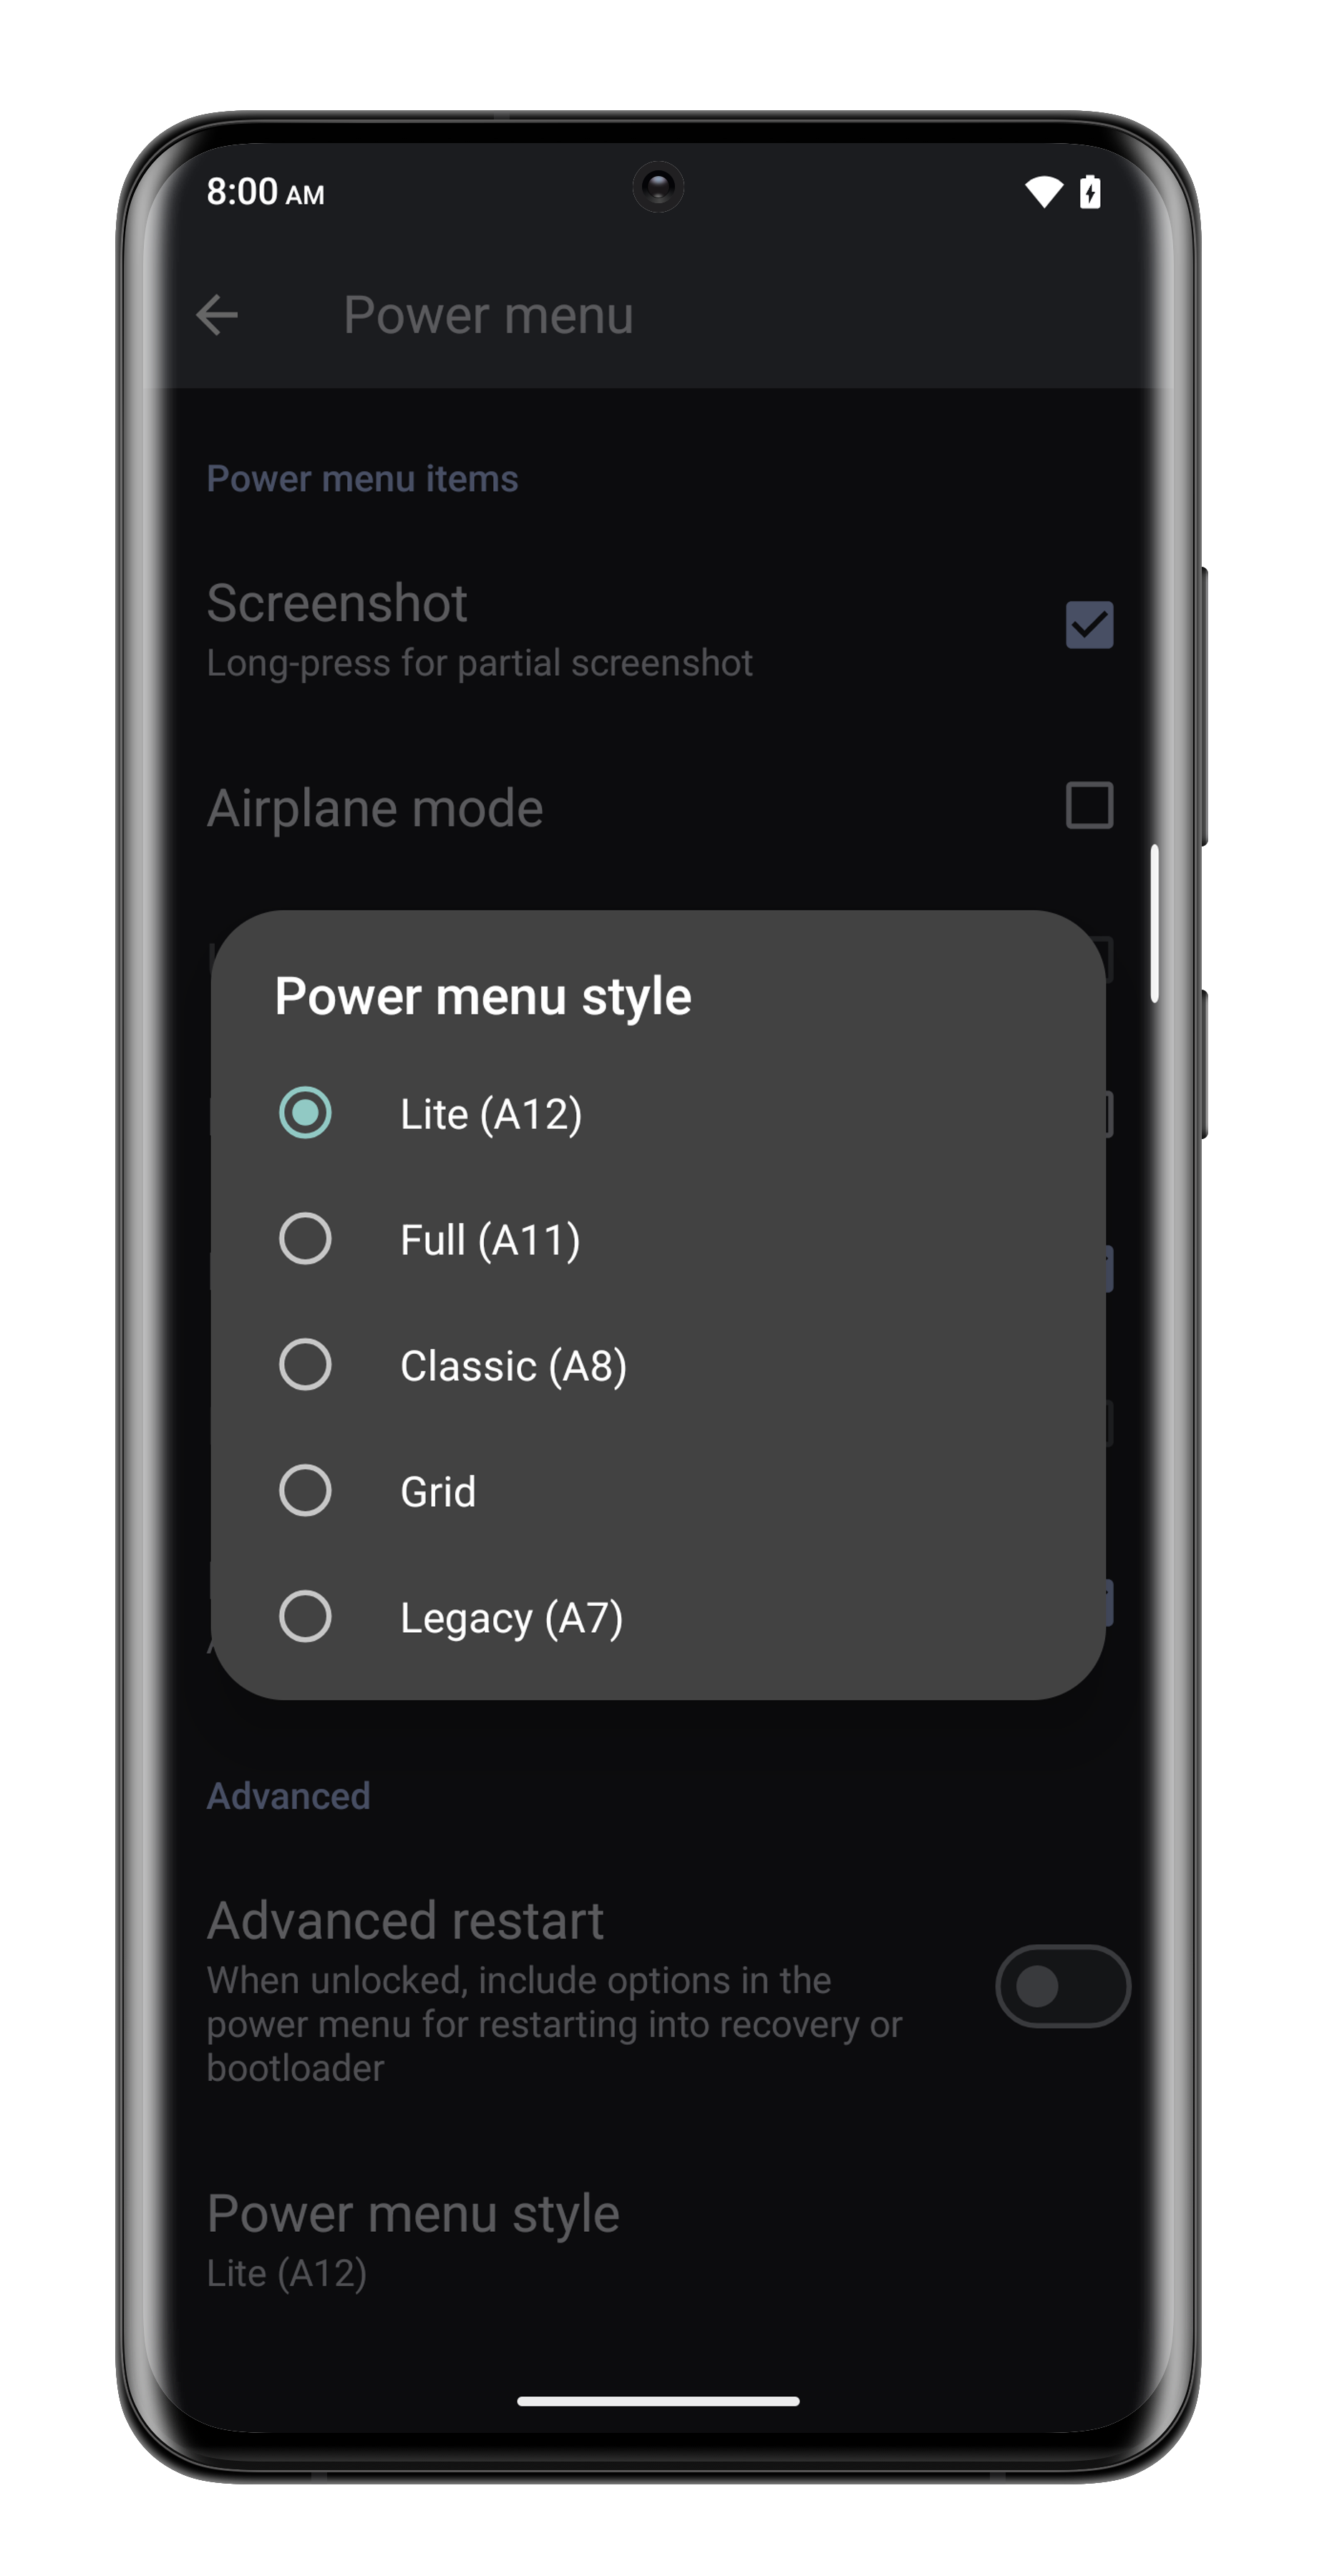 8:00 AM
Power menu
Power menu items
Screenshot
Long-press for partial screenshot
Airplane mode
Power menu style
Lite (A12)
Full (A11)
Classic (A8)
Grid
Legacy (A7)
Advanced
Advanced restart
When unlocked, include options in the
power menu for restarting into recovery or
bootloader
Power menu style
Lite (A12)